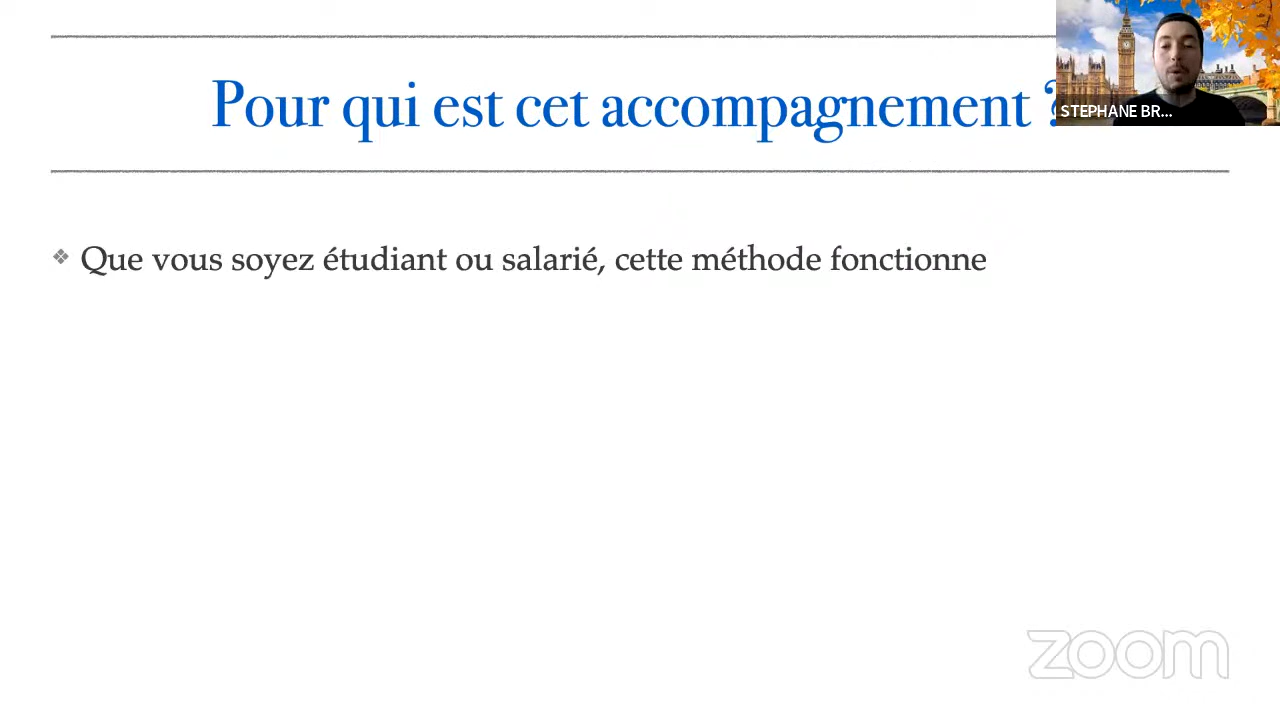 Pour qui est cet accompagnement ?
STEPHANE BR...
Que vous soyez étudiant ou salarié, cette méthode fonctionne
zoom